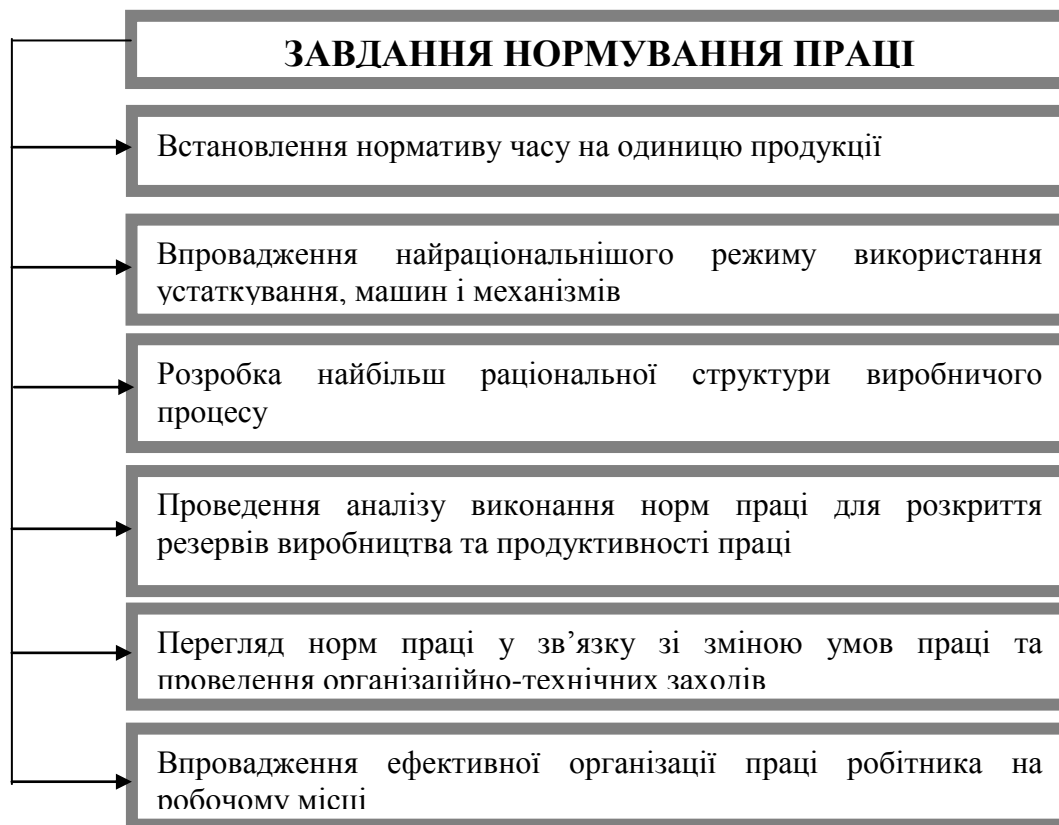 ЗАВДАННЯ НОРМУВАННЯ ПРАЦІ
Встановлення нормативу часу на одиницю продукції
Впровадження найраціональнішого режиму використання
устаткування, машин і механізмів
Розробка найбільш раціональної структури виробничого
процесу
Проведення аналізу виконання норм праці для розкриття
резервів виробництва та продуктивності праці
Перегляд норм праці у зв’язку зі зміною умов праці та
проведення організаційно-технічних заходів
Впровадження ефективної організації праці робітника на
робочому місці